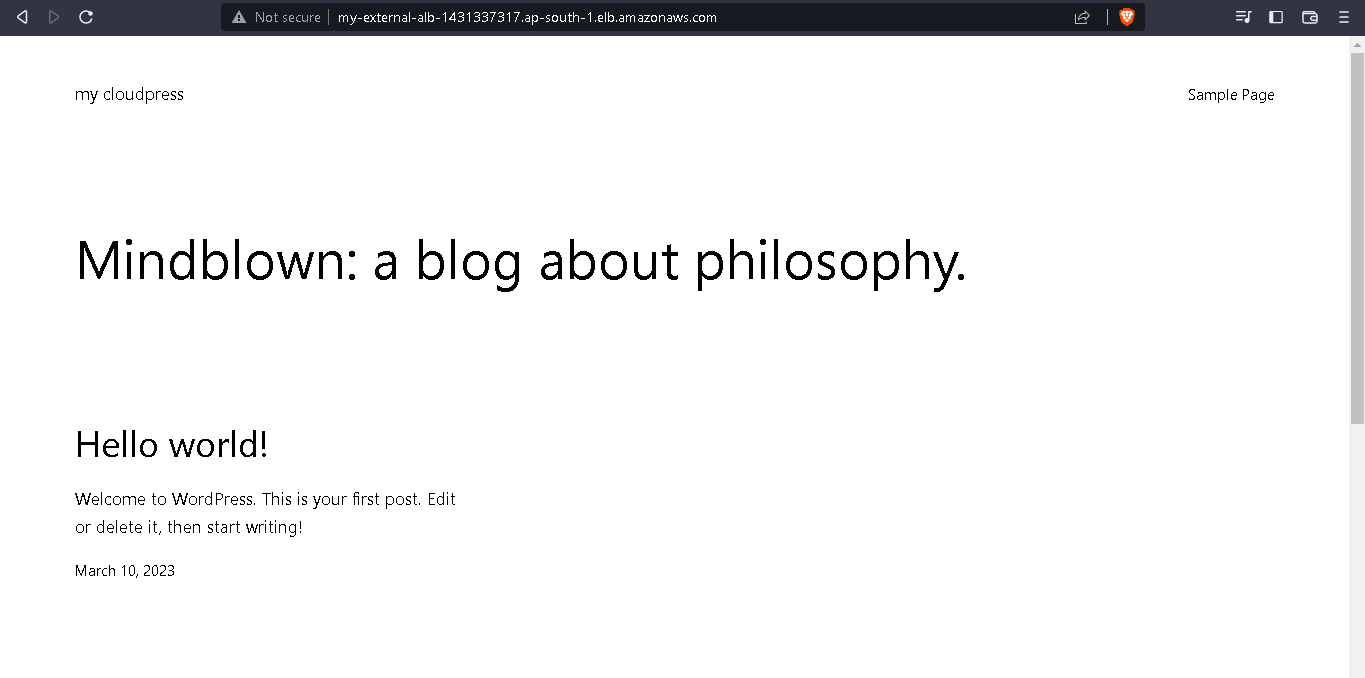 Not secure my-external-alb-1431337317.ap-south-1.elb.amazonaws.com
my cloudpress Sample Page
Mindblown: a blog about philosophy.
Hello world!
Welcome to WordPress. This is your first post. Edit
or delete it, then start writing!
March 10, 2023